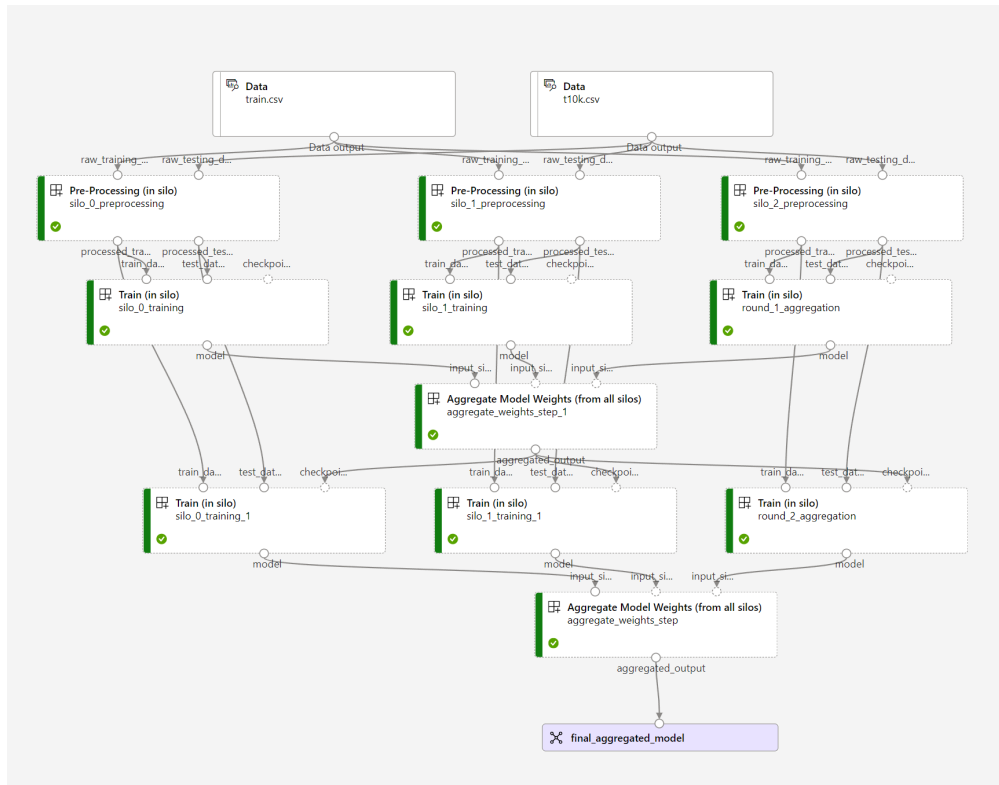 Data
train.csv
Data
t10k.csv
Data output
Data output
raw_training_...
raw_testing_d...
raw_training_...
raw_testing_d...
raw_training_...
raw_testing_d...
Pre-Processing (in silo)
silo_0_preprocessing
Pre-Processing (in silo)
silo_1_preprocessing
Pre-Processing (in silo)
silo_2_preprocessing
processed_tra...
processed_tes...
processed_tra...
processed_tes...
processed_tra...
processed_tes...
train_da...
test_dat...
checkpoi...
train_da...
test_dat...
checkpoi...
train_da...
test_dat...
checkpoi...
Train (in silo)
silo_0_training
Train (in silo)
silo_1_training
Train (in silo)
round_1_aggregation
model
model
model
input_si...
input_si...
input_si...
Aggregate Model Weights (from all silos)
aggregate_weights_step_1
aggregated_output
train_da...
test_dat...
checkpoi...
train_da...
test_dat...
checkpoi...
train_da...
test_dat...
checkpoi...
Train (in silo)
silo_0_training_1
Train (in silo)
silo_1_training_1
Train (in silo)
round_2_aggregation
model
model
model
input_si...
input_si...
input_si...
Aggregate Model Weights (from all silos)
aggregate_weights_step
aggregated_output
final_aggregated_model